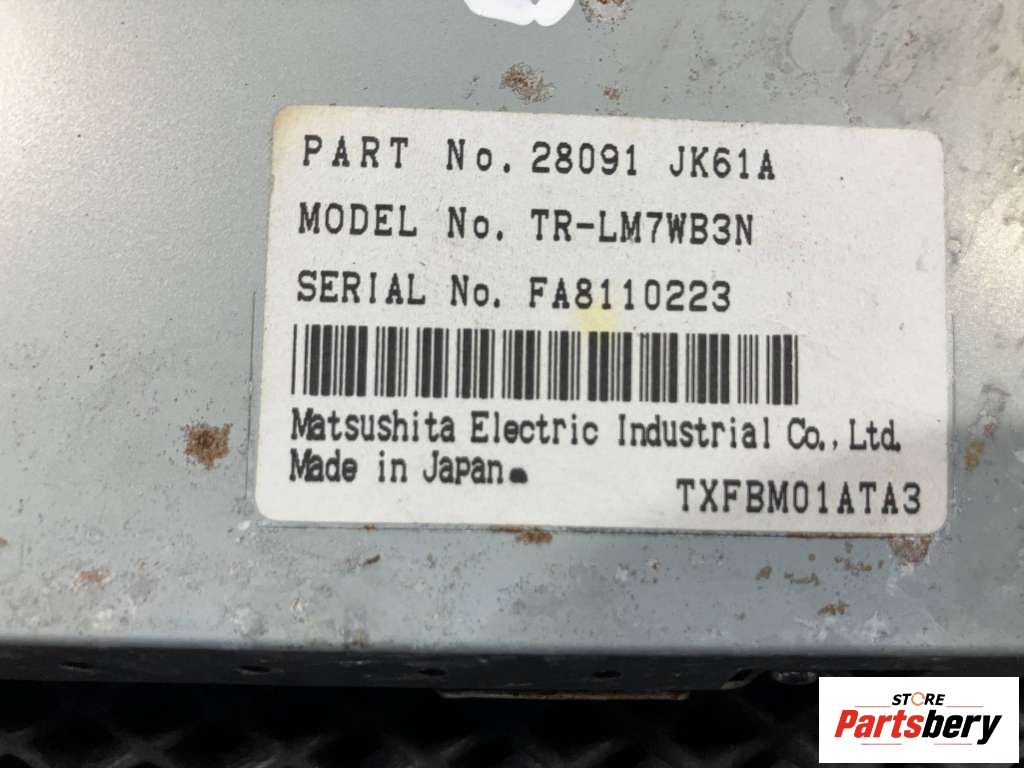 PART No. 28091 JK61A
MODEL No. TR-LM7WB3N
SERIAL No. FA8110223
Matsushita Electric Industrial Co., Ltd.
Made in Japan.
TXFBM01ATA3
STORE
Partsbery